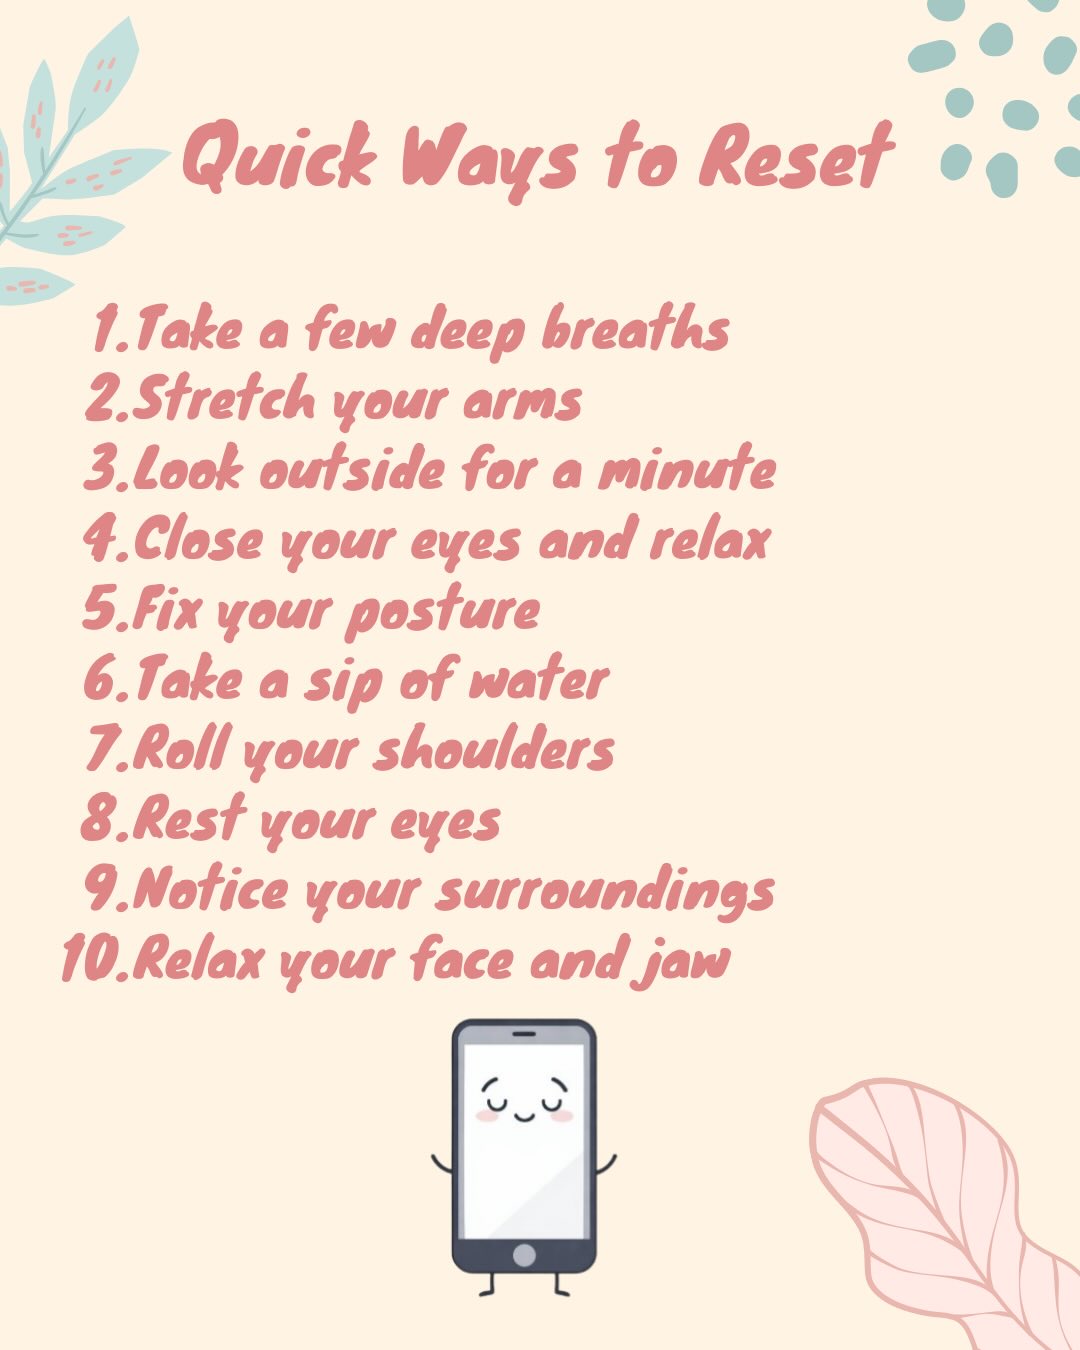 Quick Ways to Reset
1.Take a few deep breaths
2.Stretch your arms
3.Look outside for a minute
4.Close your eyes and relax
5.Fix your posture
6.Take a sip of water
7.Roll your shoulders
8.Rest your eyes
9.Notice your surroundings
10.Relax your face and jaw